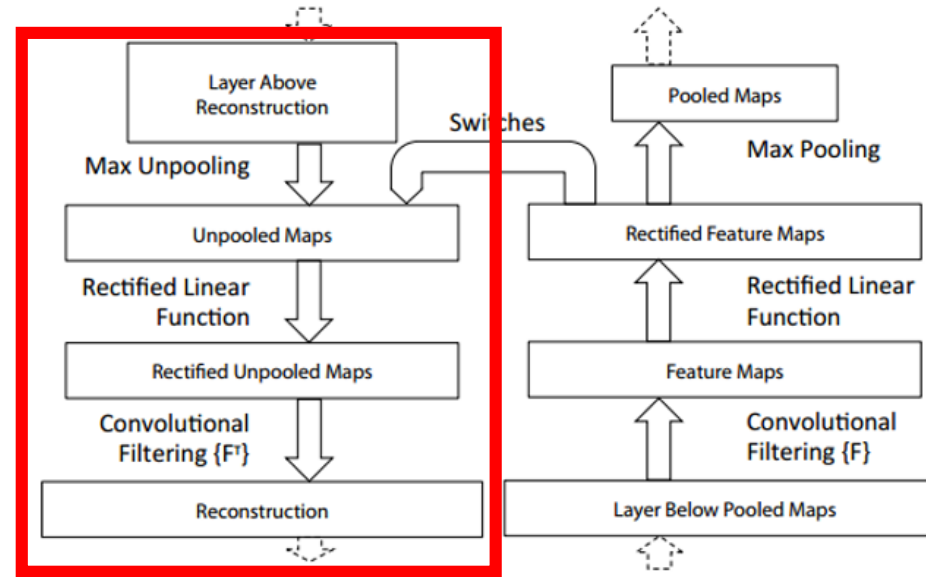 Layer Above
Reconstruction
Max Unpooling
Unpooled Maps
Rectified Linear
Function
Rectified Unpooled Maps
Convolutional
Filtering {Fᵀ}
Reconstruction
Switches
Pooled Maps
Max Pooling
Rectified Feature Maps
Rectified Linear
Function
Feature Maps
Convolutional
Filtering {F}
Layer Below Pooled Maps